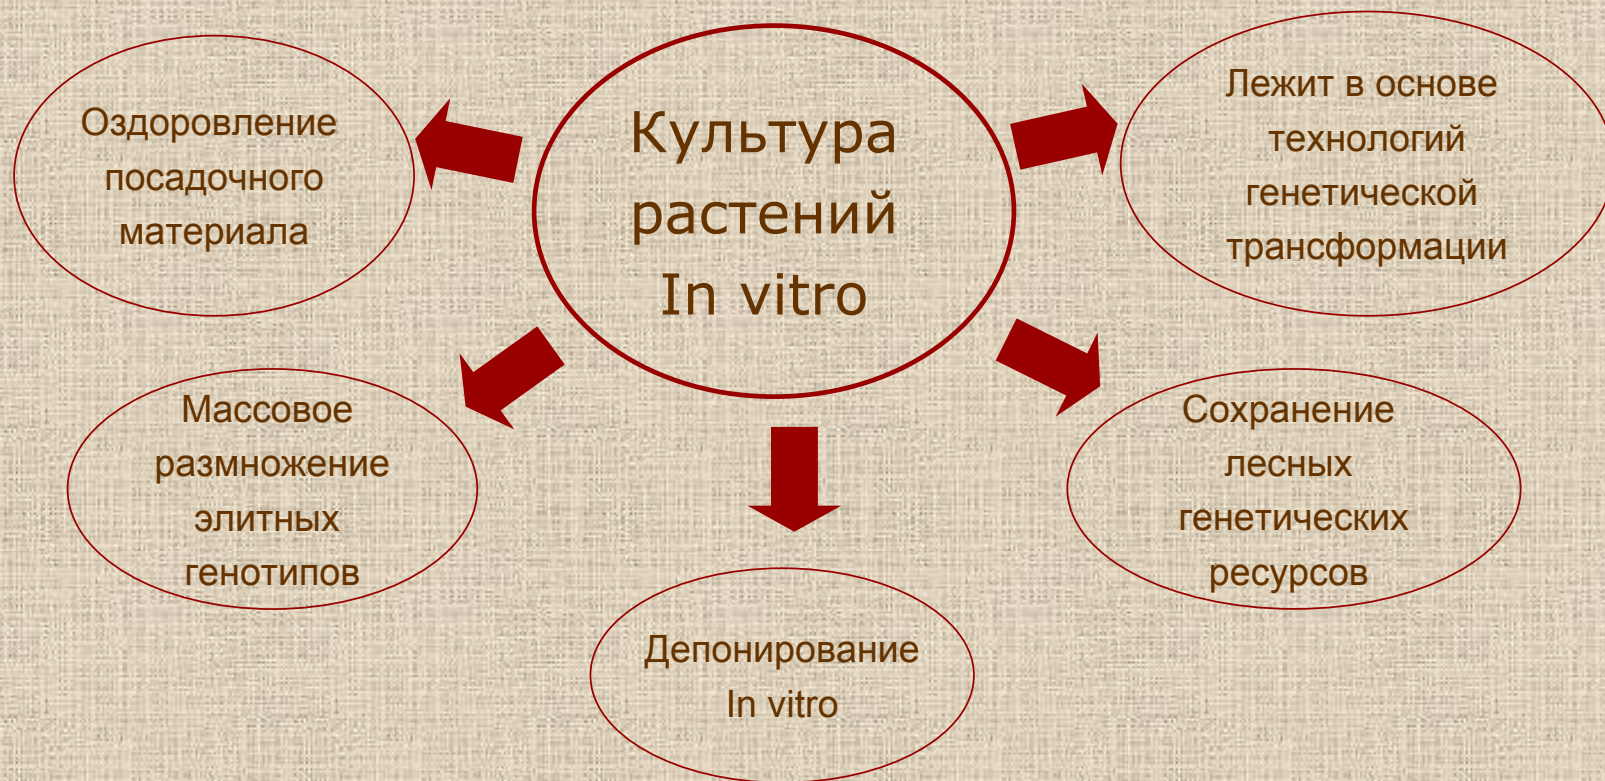 Культура
растений
In vitro
Оздоровление
посадочного
материала
Лежит в основе
технологий
генетической
трансформации
Массовое
размножение
элитных
генотипов
Сохранение
лесных
генетических
ресурсов
Депонирование
In vitro